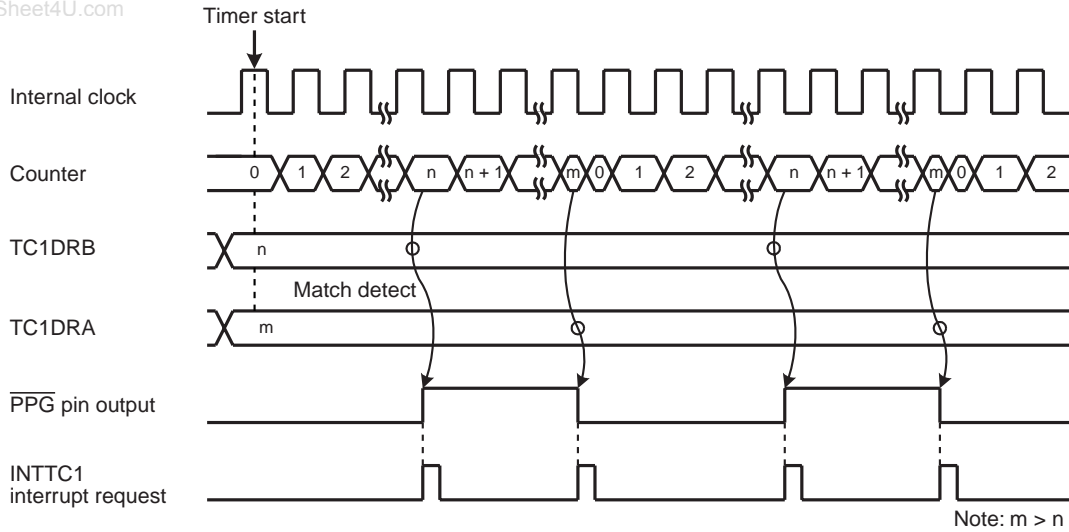 Sheet4U.com
Timer start
Internal clock
Counter 0 1 2 n n + 1 m 0 1 2 n n + 1 m 0 1 2
TC1DRB n
Match detect
TC1DRA m
PPG pin output
INTTC1
interrupt request
Note: m > n